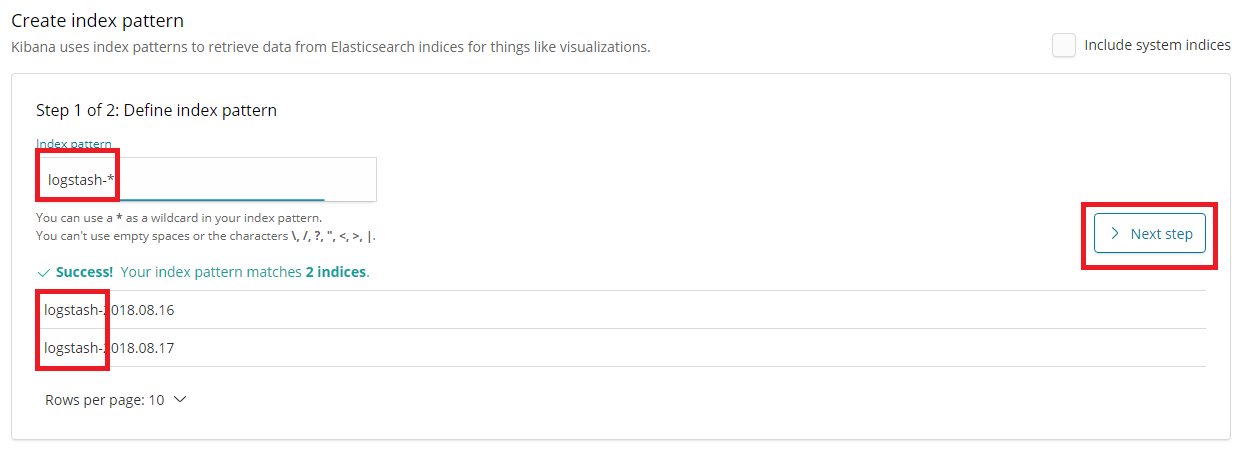 Create index pattern
Kibana uses index patterns to retrieve data from Elasticsearch indices for things like visualizations.
Include system indices
Step 1 of 2: Define index pattern
Index pattern
logstash-*
You can use a * as a wildcard in your index pattern.
You can't use empty spaces or the characters \, /, ?, ", <, >, |.
Next step
Success! Your index pattern matches 2 indices.
logstash-2018.08.16
logstash-2018.08.17
Rows per page: 10